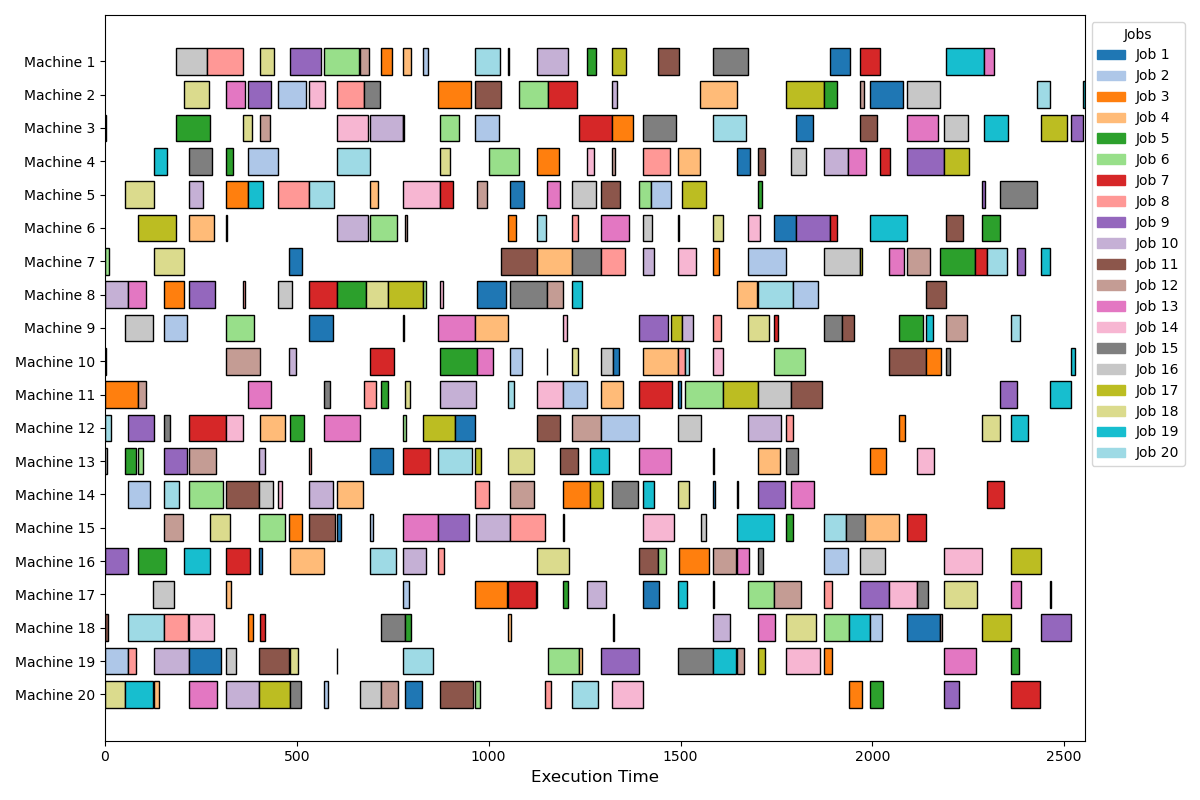 Machine 1
Machine 2
Machine 3
Machine 4
Machine 5
Machine 6
Machine 7
Machine 8
Machine 9
Machine 10
Machine 11
Machine 12
Machine 13
Machine 14
Machine 15
Machine 16
Machine 17
Machine 18
Machine 19
Machine 20
0 500 1000 1500 2000 2500
Execution Time
Jobs
Job 1
Job 2
Job 3
Job 4
Job 5
Job 6
Job 7
Job 8
Job 9
Job 10
Job 11
Job 12
Job 13
Job 14
Job 15
Job 16
Job 17
Job 18
Job 19
Job 20